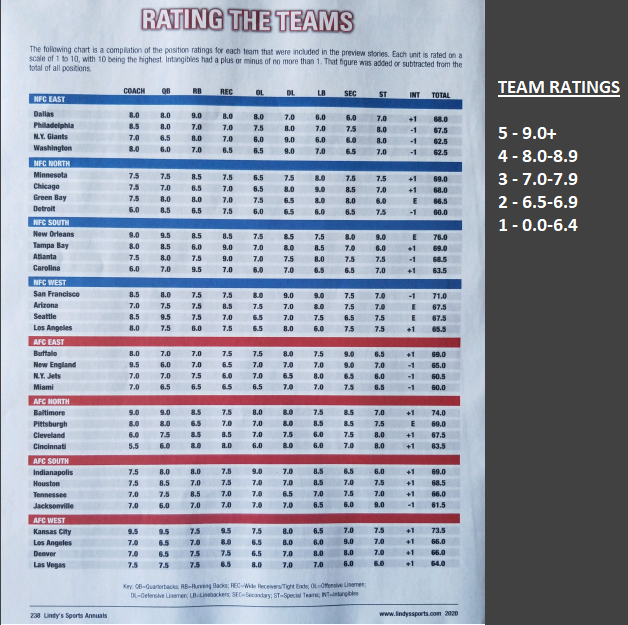 RATING THE TEAMS
The following chart is a compilation of the position ratings for each team that were included in the preview stories. Each unit is rated on a
scale of 1 to 10, with 10 being the highest. Intangibles had a plus or minus of no more than 1. That figure was added or subtracted from the
total of all positions.
COACH QB RB REC OL DL LB SEC ST INT TOTAL
NFC EAST
Dallas 8.0 8.0 9.0 8.0 8.0 7.0 6.0 6.0 7.0 +1 68.0
Philadelphia 8.5 8.0 7.0 7.0 7.5 8.0 7.0 7.5 8.0 -1 67.5
N.Y. Giants 7.0 6.5 8.0 7.0 6.0 9.0 6.0 6.0 8.0 -1 62.5
Washington 8.0 6.0 7.0 6.5 6.5 9.0 7.0 6.5 7.0 -1 62.5
NFC NORTH
Minnesota 7.5 7.5 8.5 7.5 6.5 7.5 8.0 7.5 7.5 +1 69.0
Chicago 7.5 7.0 6.5 7.0 6.5 8.0 9.0 8.5 7.0 +1 68.0
Green Bay 7.5 8.0 8.0 7.0 7.5 6.5 8.0 8.0 6.0 E 66.5
Detroit 6.0 8.5 6.5 7.5 6.0 6.5 6.0 6.5 7.5 -1 60.0
NFC SOUTH
New Orleans 9.0 9.5 8.5 8.5 7.5 8.5 7.5 8.0 9.0 E 76.0
Tampa Bay 8.0 8.5 6.0 9.0 7.0 8.0 8.5 7.0 6.0 +1 69.0
Atlanta 7.5 8.0 7.5 9.0 7.0 7.5 8.0 7.5 7.5 -1 68.5
Carolina 6.0 7.0 9.5 7.0 6.0 7.0 6.5 6.5 7.0 +1 63.5
NFC WEST
San Francisco 8.5 8.0 7.5 7.5 8.0 9.0 9.0 7.5 7.0 -1 71.0
Arizona 7.0 7.5 7.5 8.5 7.5 7.0 8.0 7.5 7.0 E 67.5
Seattle 8.5 9.5 7.5 7.0 6.5 7.0 7.5 6.5 7.5 E 67.5
Los Angeles 8.0 7.5 6.0 7.5 6.5 8.0 6.0 7.5 7.5 +1 65.5
AFC EAST
Buffalo 8.0 7.0 7.0 7.5 7.5 8.0 7.5 9.0 6.5 +1 69.0
New England 9.5 6.0 7.0 6.5 7.0 7.0 7.0 9.0 7.0 -1 65.0
N.Y. Jets 7.0 7.0 7.5 6.0 7.0 6.5 8.0 6.5 6.0 -1 60.5
Miami 7.0 6.5 6.5 6.5 6.5 7.0 7.0 7.5 6.5 -1 60.0
AFC NORTH
Baltimore 9.0 9.0 8.5 7.5 8.0 8.0 7.5 8.5 7.0 +1 74.0
Pittsburgh 8.0 8.0 6.5 7.0 7.0 8.0 8.5 8.5 7.5 E 69.0
Cleveland 6.0 7.5 8.5 8.5 7.0 7.5 6.0 7.5 8.0 +1 67.5
Cincinnati 5.5 6.0 8.0 8.0 6.0 8.0 6.0 7.0 8.0 +1 63.5
AFC SOUTH
Indianapolis 7.5 8.0 8.0 7.5 9.0 7.0 8.5 6.5 6.0 +1 69.0
Houston 7.5 8.5 7.0 7.5 7.0 7.0 8.5 7.0 7.5 +1 68.5
Tennessee 7.0 7.5 8.5 7.0 7.0 6.5 7.0 7.5 7.0 +1 66.0
Jacksonville 7.0 6.0 7.0 7.0 7.0 7.0 6.5 6.0 9.0 -1 61.5
AFC WEST
Kansas City 9.5 9.5 7.5 9.5 7.5 8.0 6.5 7.0 7.5 +1 73.5
Los Angeles 7.0 6.5 7.0 8.0 6.5 8.0 6.0 9.0 7.0 +1 66.0
Denver 7.0 6.5 7.5 7.5 6.5 7.0 8.0 8.0 7.0 +1 66.0
Las Vegas 7.5 7.5 7.5 6.5 8.0 7.0 7.0 6.0 6.0 +1 64.0
Key: QB=Quarterbacks; RB=Running Backs; REC=Wide Receivers/Tight Ends; OL=Offensive Linemen;
DL=Defensive Linemen; LB=Linebackers; SEC=Secondary; ST=Special Teams; INT=Intangibles
238 Lindy's Sports Annuals
www.lindyssports.com 2020
TEAM RATINGS
5 - 9.0+
4 - 8.0-8.9
3 - 7.0-7.9
2 - 6.5-6.9
1 - 0.0-6.4